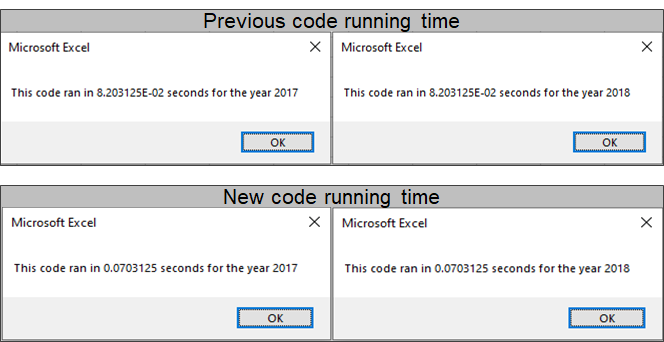 Previous code running time
Microsoft Excel
This code ran in 8.203125E-02 seconds for the year 2017
OK
Microsoft Excel
This code ran in 8.203125E-02 seconds for the year 2018
OK
New code running time
Microsoft Excel
This code ran in 0.0703125 seconds for the year 2017
OK
Microsoft Excel
This code ran in 0.0703125 seconds for the year 2018
OK